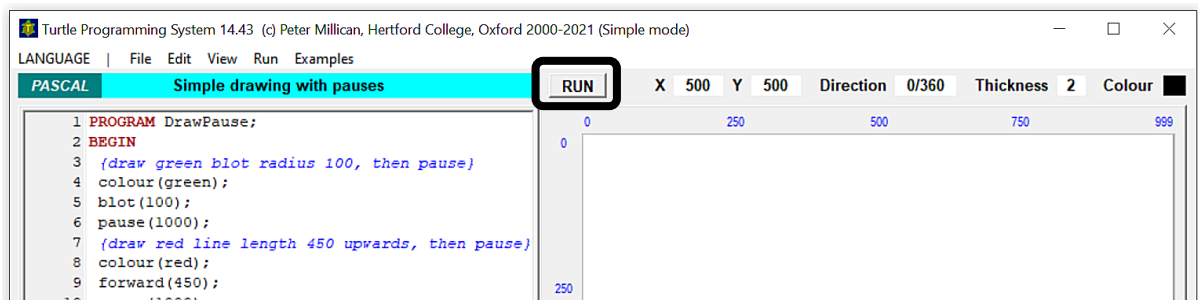 Turtle Programming System 14.43 (c) Peter Millican, Hertford College, Oxford 2000-2021 (Simple mode)
LANGUAGE | File Edit View Run Examples
PASCAL Simple drawing with pauses RUN X 500 Y 500 Direction 0/360 Thickness 2 Colour
0 250 500 750 999
0
250
1 PROGRAM DrawPause;
2 BEGIN
3 {draw green blot radius 100, then pause}
4 colour(green);
5 blot(100);
6 pause(1000);
7 {draw red line length 450 upwards, then pause}
8 colour(red);
9 forward(450);